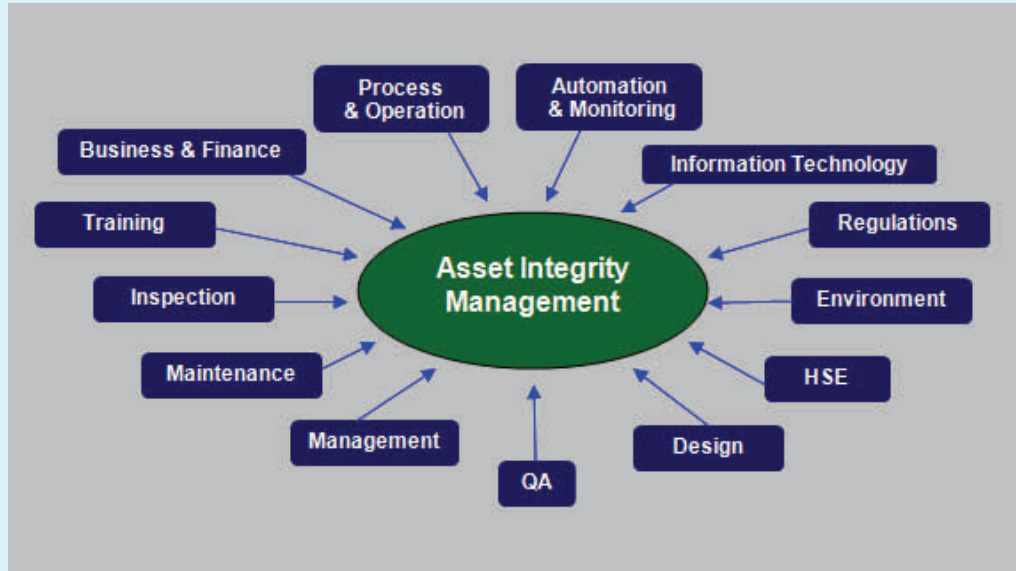 Process
& Operation
Automation
& Monitoring
Business & Finance
Information Technology
Training
Regulations
Asset Integrity
Management
Inspection
Environment
Maintenance
HSE
Management
Design
QA